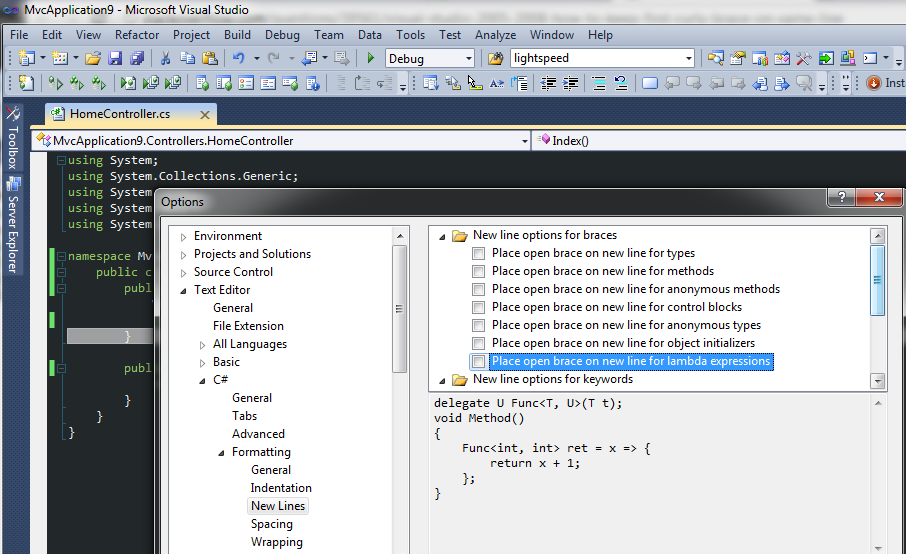 MvcApplication9 - Microsoft Visual Studio
File Edit View Refactor Project Build Debug Team Data Tools Test Analyze Window Help
Debug lightspeed
Inst
HomeController.cs
MvcApplication9.Controllers.HomeController Index()
Toolbox
Server Explorer
using System;
using System.Collections.Generic;
using System
using System
using System
namespace Mv
public c
publ
}
publ
}
}
}
Options
Environment
Projects and Solutions
Source Control
Text Editor
General
File Extension
All Languages
Basic
C#
General
Tabs
Advanced
Formatting
General
Indentation
New Lines
Spacing
Wrapping
New line options for braces
Place open brace on new line for types
Place open brace on new line for methods
Place open brace on new line for anonymous methods
Place open brace on new line for control blocks
Place open brace on new line for anonymous types
Place open brace on new line for object initializers
Place open brace on new line for lambda expressions
New line options for keywords
delegate U Func<T, U>(T t);
void Method()
{
Func<int, int> ret = x => {
return x + 1;
};
}